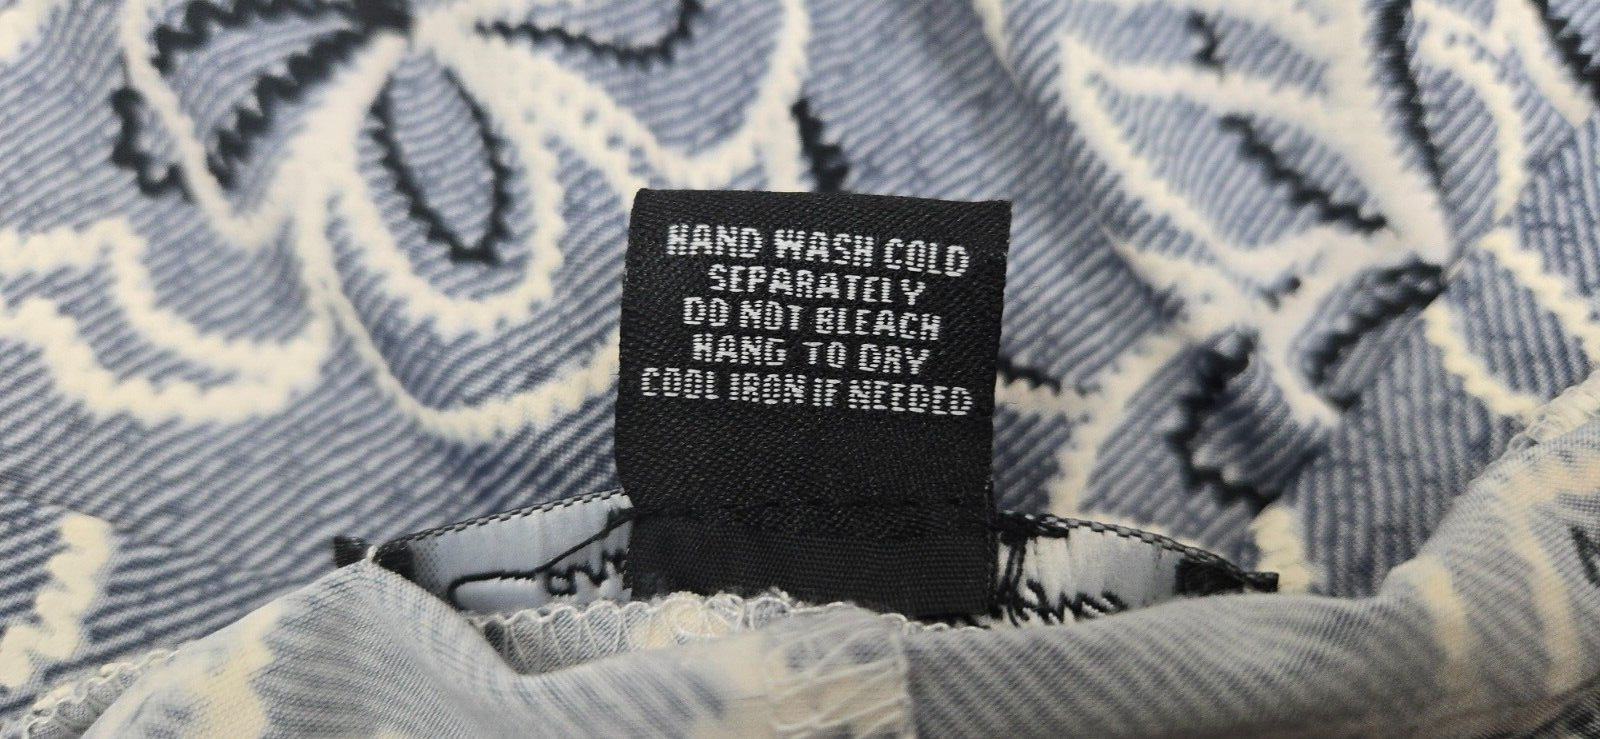 HAND WASH COLD
SEPARATELY
DO NOT BLEACH
HANG TO DRY
COOL IRON IF NEEDED